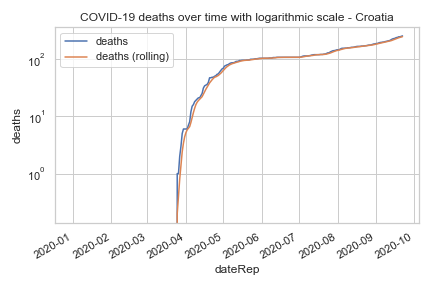 COVID-19 deaths over time with logarithmic scale - Croatia
deaths
deaths (rolling)
10²
10¹
10⁰
deaths
2020-01
2020-02
2020-03
2020-04
2020-05
2020-06
2020-07
2020-08
2020-09
2020-10
dateRep